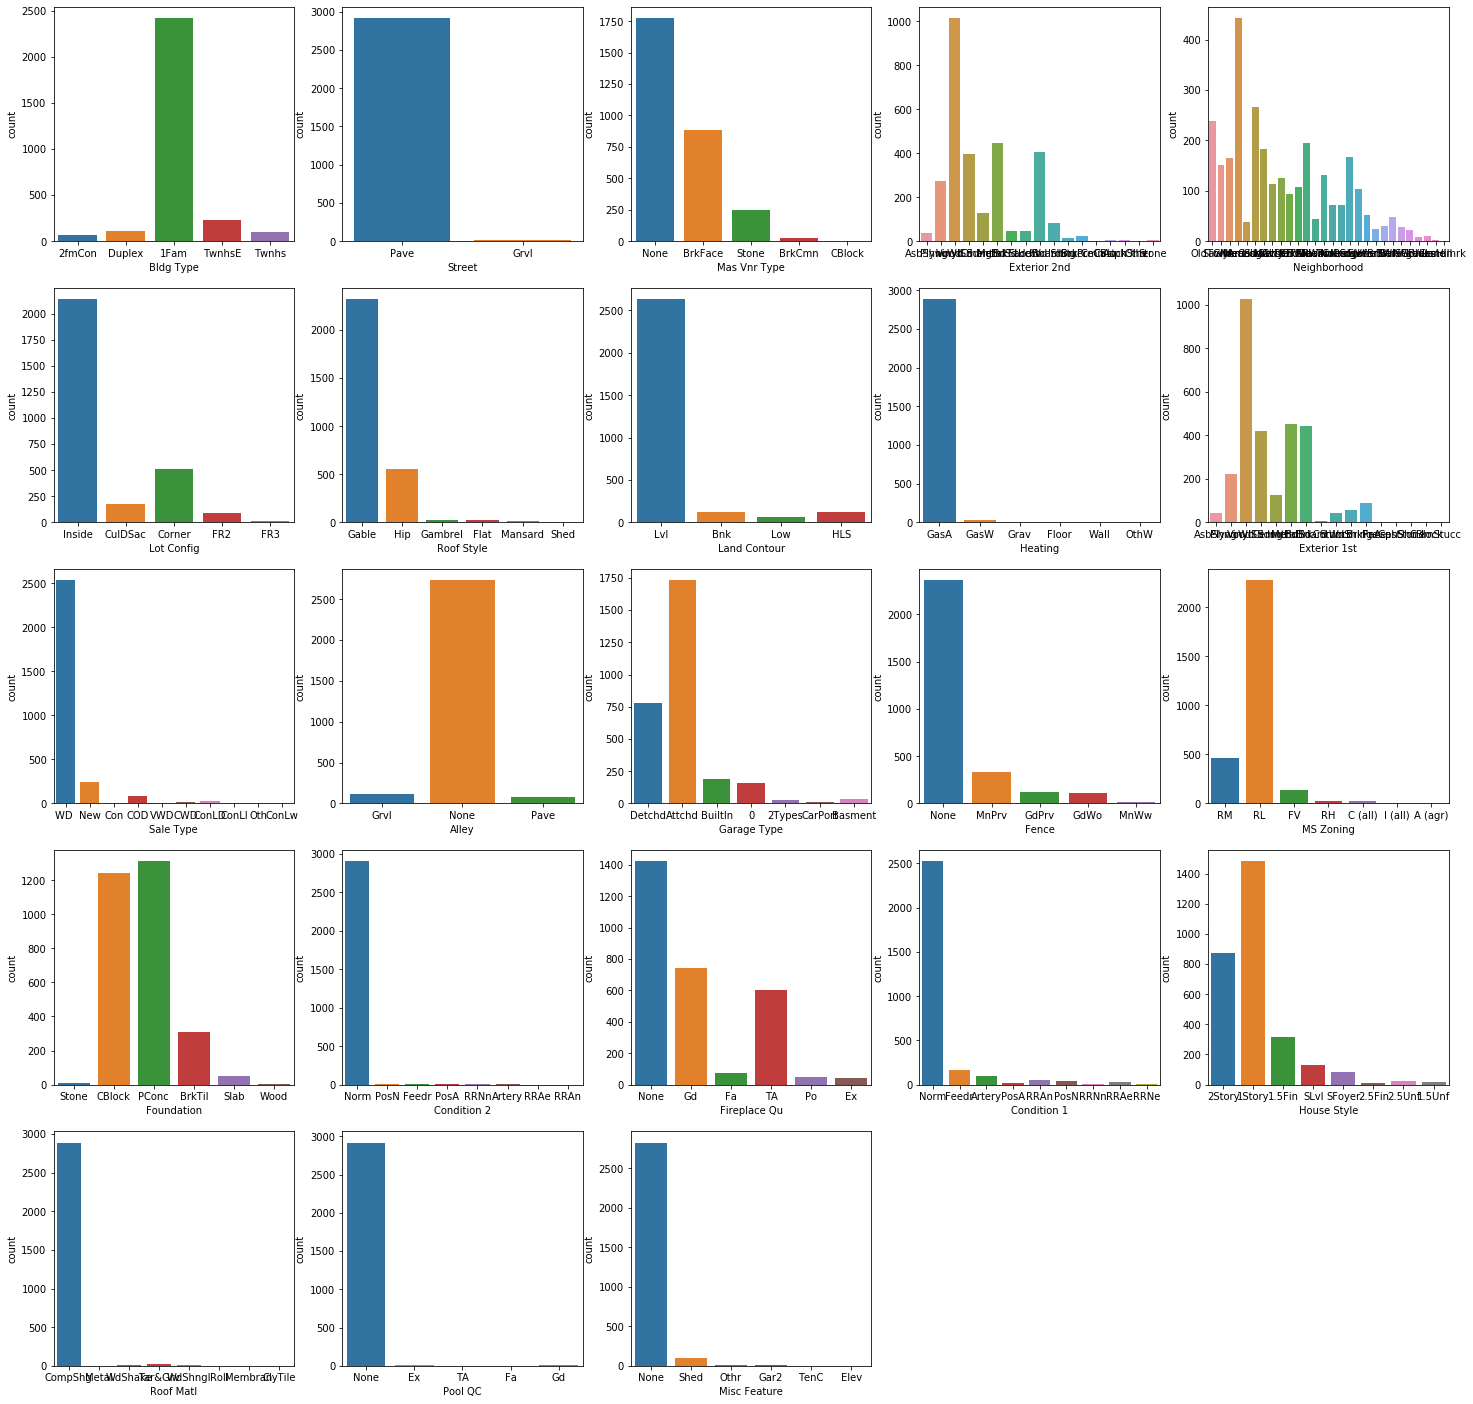 count
2500
2000
1500
1000
500
0
2fmCon Duplex 1Fam TwnhsE Twnhs
Bldg Type
count
3000
2500
2000
1500
1000
500
0
Pave Grvl
Street
count
1750
1500
1250
1000
750
500
250
0
None BrkFace Stone BrkCmn CBlock
Mas Vnr Type
count
1000
800
600
400
200
0
Exterior 2nd
count
400
300
200
100
0
Neighborhood
count
2000
1750
1500
1250
1000
750
500
250
0
Inside CulDSac Corner FR2 FR3
Lot Config
count
2000
1500
1000
500
0
Gable Hip Gambrel Flat Mansard Shed
Roof Style
count
2500
2000
1500
1000
500
0
Lvl Bnk Low HLS
Land Contour
count
3000
2500
2000
1500
1000
500
0
GasA GasW Grav Floor Wall OthW
Heating
count
1000
800
600
400
200
0
Exterior 1st
count
2500
2000
1500
1000
500
0
WD New Con COD VWD CWD ConLD ConLI Oth ConLw
Sale Type
count
2500
2000
1500
1000
500
0
Grvl None Pave
Alley
count
1750
1500
1250
1000
750
500
250
0
Detchd Attchd BuiltIn 0 2Types CarPort Basment
Garage Type
count
2000
1500
1000
500
0
None MnPrv GdPrv GdWo MnWw
Fence
count
2000
1500
1000
500
0
RM RL FV RH C (all) I (all) A (agr)
MS Zoning
count
1200
1000
800
600
400
200
0
Stone CBlock PConc BrkTil Slab Wood
Foundation
count
3000
2500
2000
1500
1000
500
0
Norm PosN Feedr PosA RRNn Artery RRAe RRAn
Condition 2
count
1400
1200
1000
800
600
400
200
0
None Gd Fa TA Po Ex
Fireplace Qu
count
2500
2000
1500
1000
500
0
Norm Feedr Artery PosA RRAn PosN RRNn RRAe RRNe
Condition 1
count
1400
1200
1000
800
600
400
200
0
2Story 1Story 1.5Fin SLvl SFoyer 2.5Fin 2.5Unf 1.5Unf
House Style
count
3000
2500
2000
1500
1000
500
0
CompShg Metal WdShake Tar&Grv WdShngl Roll Membran ClyTile
Roof Matl
count
3000
2500
2000
1500
1000
500
0
None Ex TA Fa Gd
Pool QC
count
2500
2000
1500
1000
500
0
None Shed Othr Gar2 TenC Elev
Misc Feature